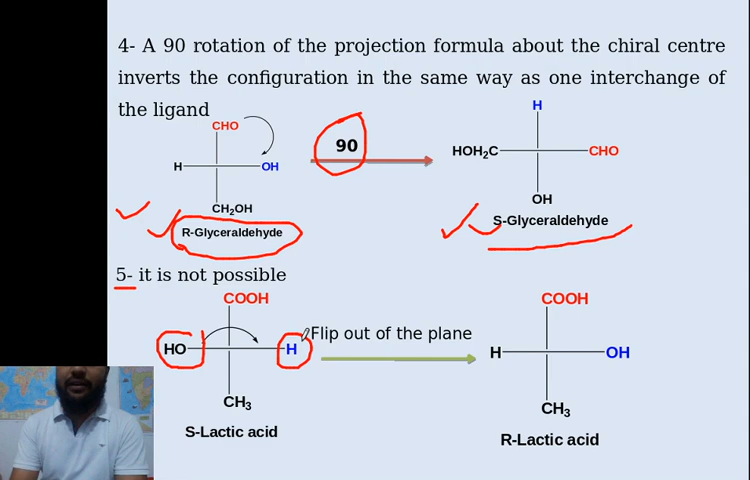 4- A 90 rotation of the projection formula about the chiral centre
inverts the configuration in the same way as one interchange of
the ligand
CHO
H
OH
CH₂OH
R-Glyceraldehyde
90
H
HOH₂C
CHO
OH
S-Glyceraldehyde
5- it is not possible
COOH
HO
H
CH₃
S-Lactic acid
Flip out of the plane
COOH
H
OH
CH₃
R-Lactic acid